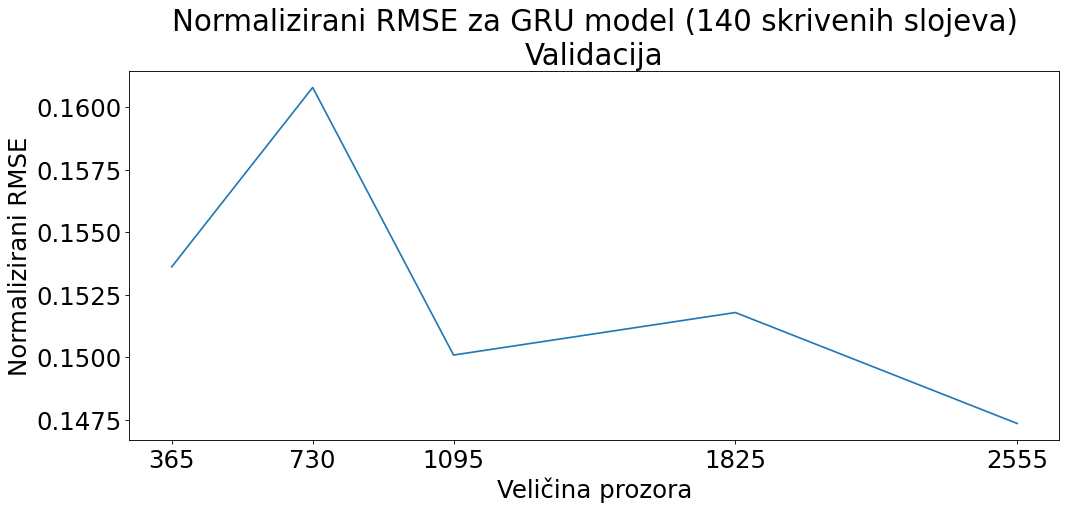 Normalizirani RMSE za GRU model (140 skrivenih slojeva)
Validacija
Normalizirani RMSE
0.1600
0.1575
0.1550
0.1525
0.1500
0.1475
365 730 1095 1825 2555
Veličina prozora